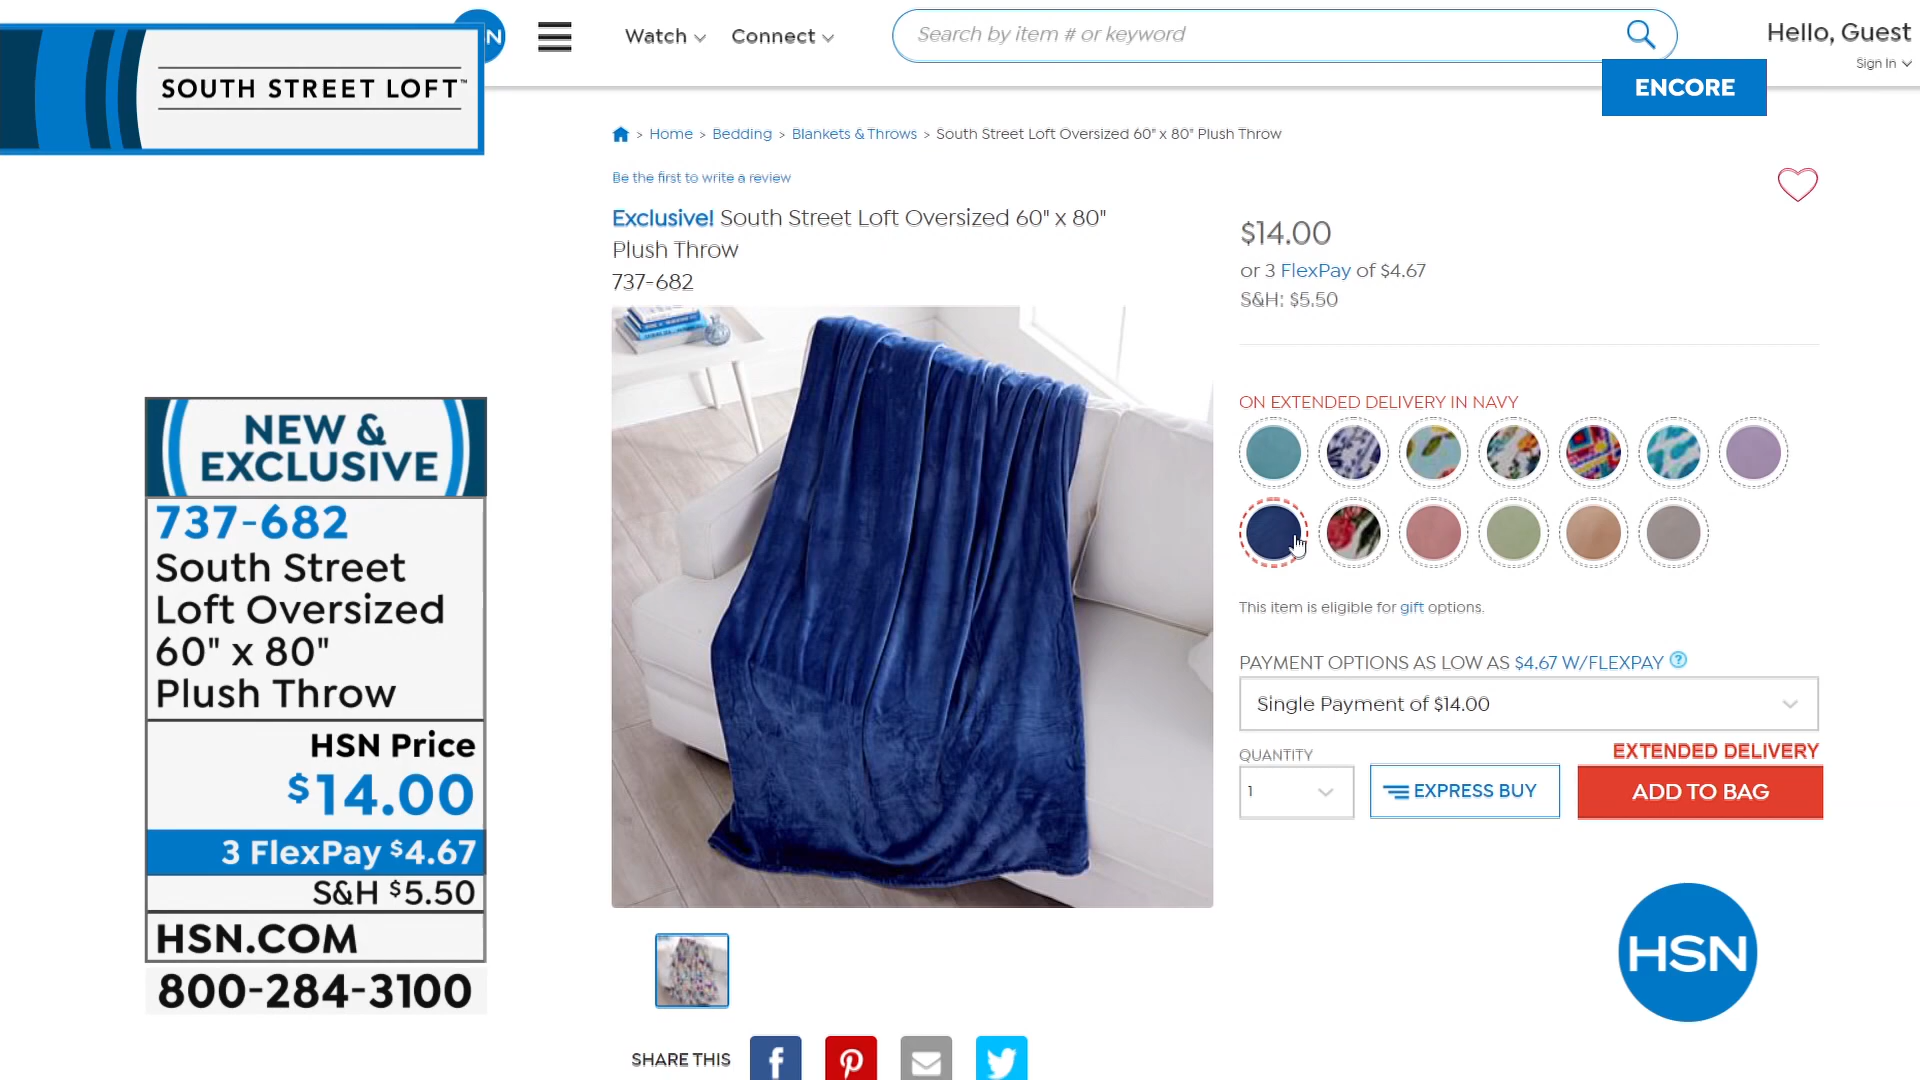 SOUTH STREET LOFT™
Watch
Connect
Search by item # or keyword
Hello, Guest
Sign In
ENCORE
> Home > Bedding > Blankets & Throws > South Street Loft Oversized 60" x 80" Plush Throw
Be the first to write a review
Exclusive! South Street Loft Oversized 60" x 80"
Plush Throw
737-682
$14.00
or 3 FlexPay of $4.67
S&H: $5.50
ON EXTENDED DELIVERY IN NAVY
This item is eligible for gift options.
PAYMENT OPTIONS AS LOW AS $4.67 W/FLEXPAY ?
Single Payment of $14.00
QUANTITY
EXTENDED DELIVERY
1
EXPRESS BUY
ADD TO BAG
NEW &
EXCLUSIVE
737-682
South Street
Loft Oversized
60" x 80"
Plush Throw
HSN Price
$14.00
3 FlexPay $4.67
S&H $5.50
HSN.COM
800-284-3100
HSN
SHARE THIS